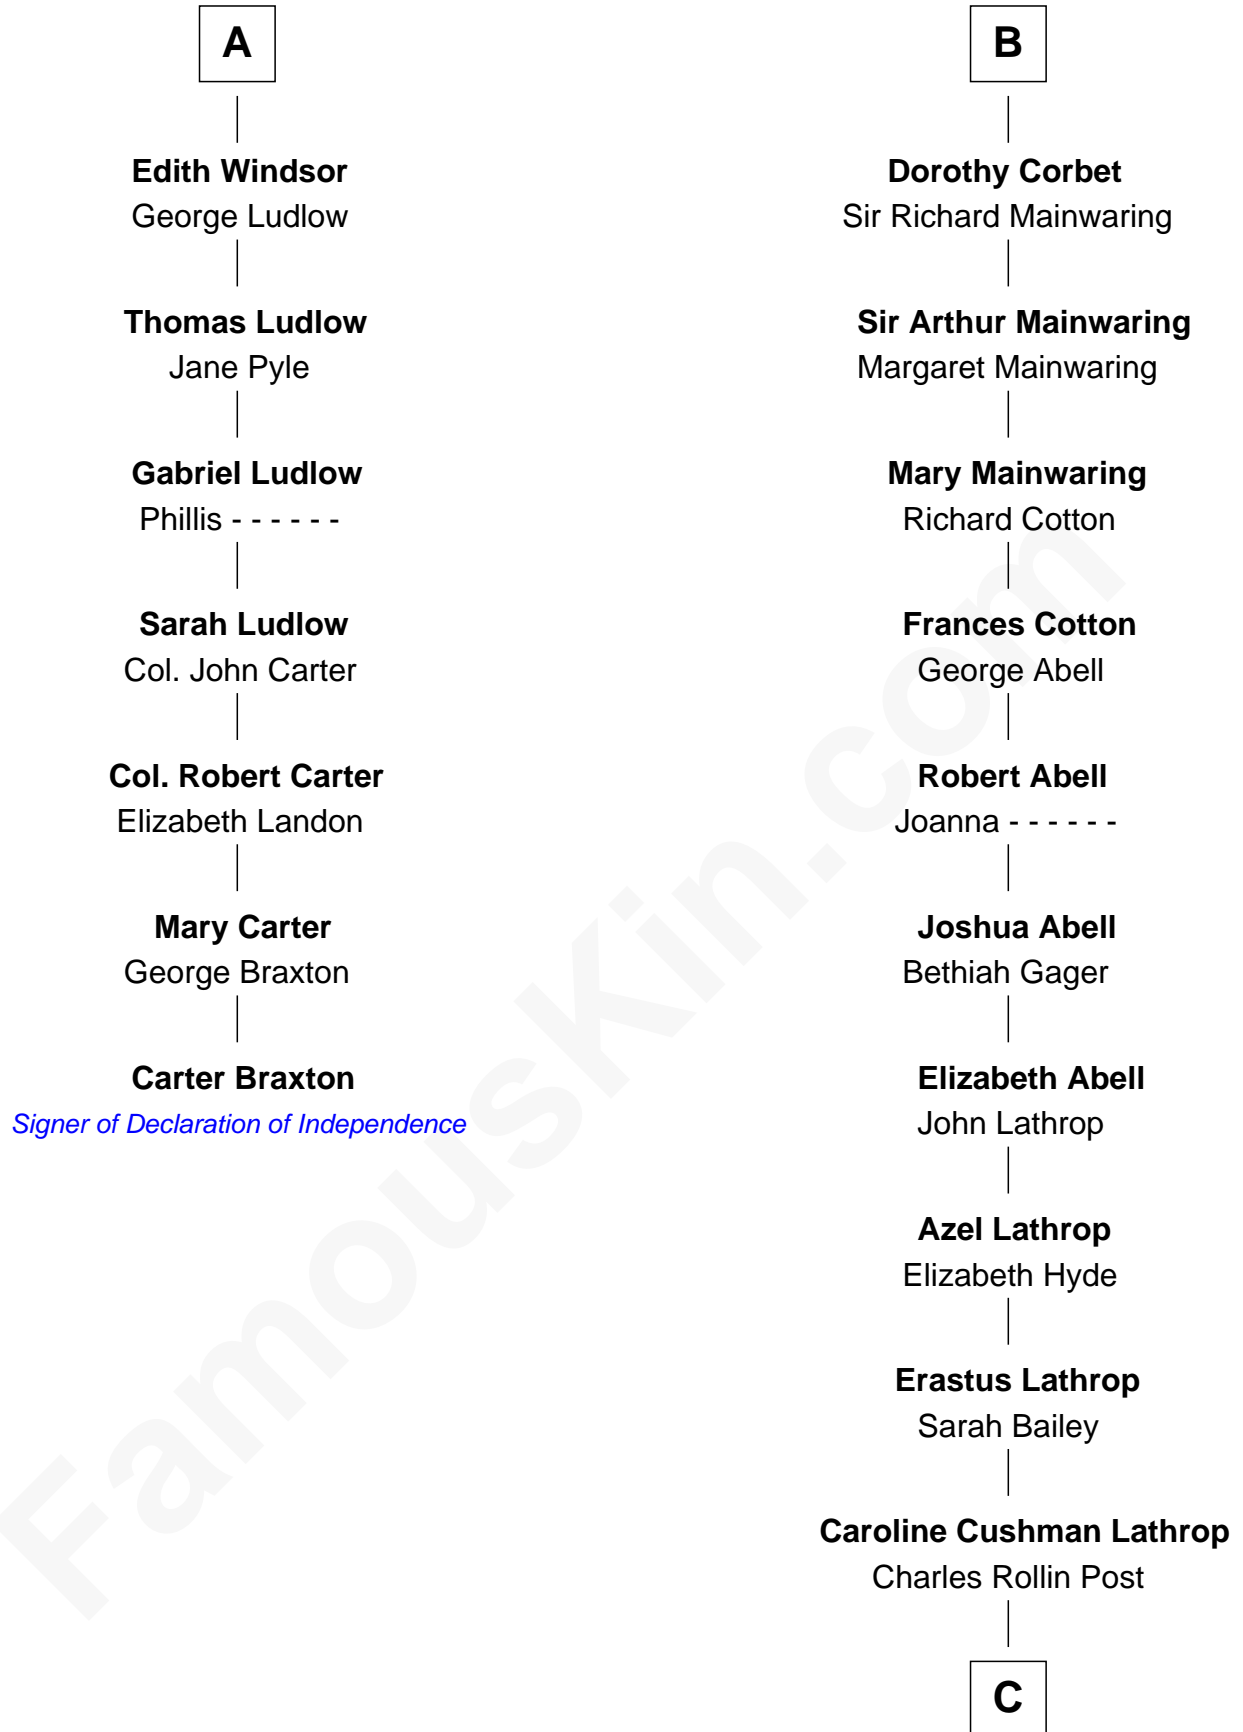 A
Edith Windsor
George Ludlow
Thomas Ludlow
Jane Pyle
Gabriel Ludlow
Phillis - - - - - -
Sarah Ludlow
Col. John Carter
Col. Robert Carter
Elizabeth Landon
Mary Carter
George Braxton
Carter Braxton
Signer of Declaration of Independence
B
Dorothy Corbet
Sir Richard Mainwaring
Sir Arthur Mainwaring
Margaret Mainwaring
Mary Mainwaring
Richard Cotton
Frances Cotton
George Abell
Robert Abell
Joanna - - - - - -
Joshua Abell
Bethiah Gager
Elizabeth Abell
John Lathrop
Azel Lathrop
Elizabeth Hyde
Erastus Lathrop
Sarah Bailey
Caroline Cushman Lathrop
Charles Rollin Post
C
FamousKin.com